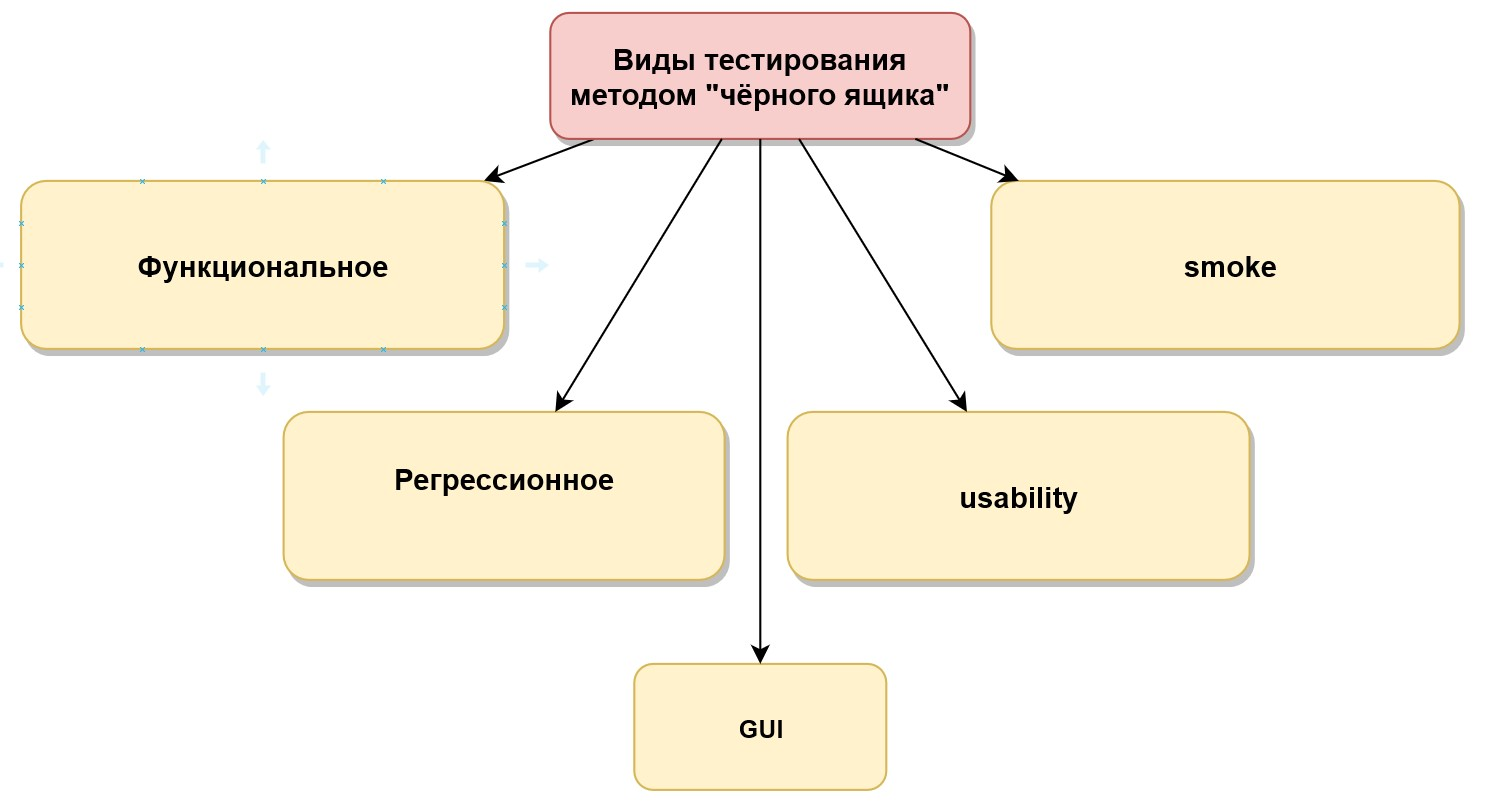 Виды тестирования
методом "чёрного ящика"
Функциональное
smoke
Регрессионное
usability
GUI